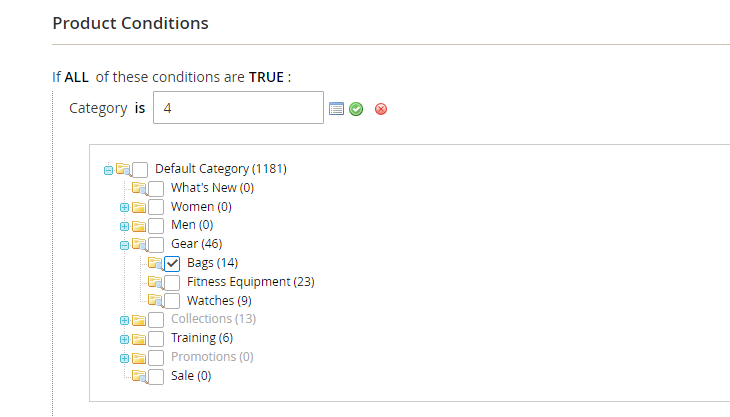 Product Conditions
If ALL of these conditions are TRUE :
Category is 4
Default Category (1181)
What's New (0)
Women (0)
Men (0)
Gear (46)
Bags (14)
Fitness Equipment (23)
Watches (9)
Collections (13)
Training (6)
Promotions (0)
Sale (0)